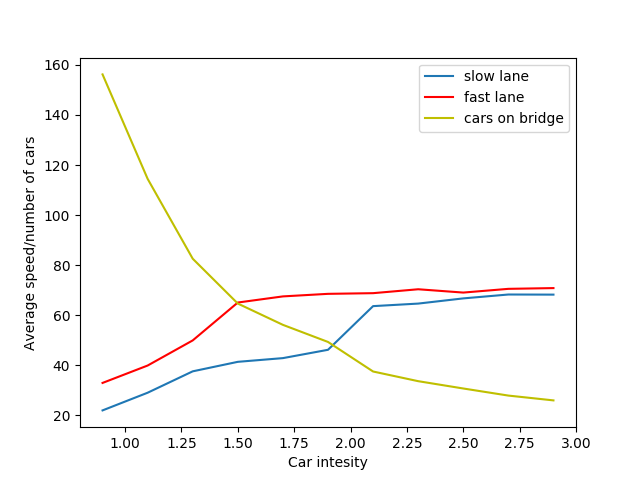 160
140
120
100
80
60
40
20
Average speed/number of cars
slow lane
fast lane
cars on bridge
1.00 1.25 1.50 1.75 2.00 2.25 2.50 2.75 3.00
Car intesity